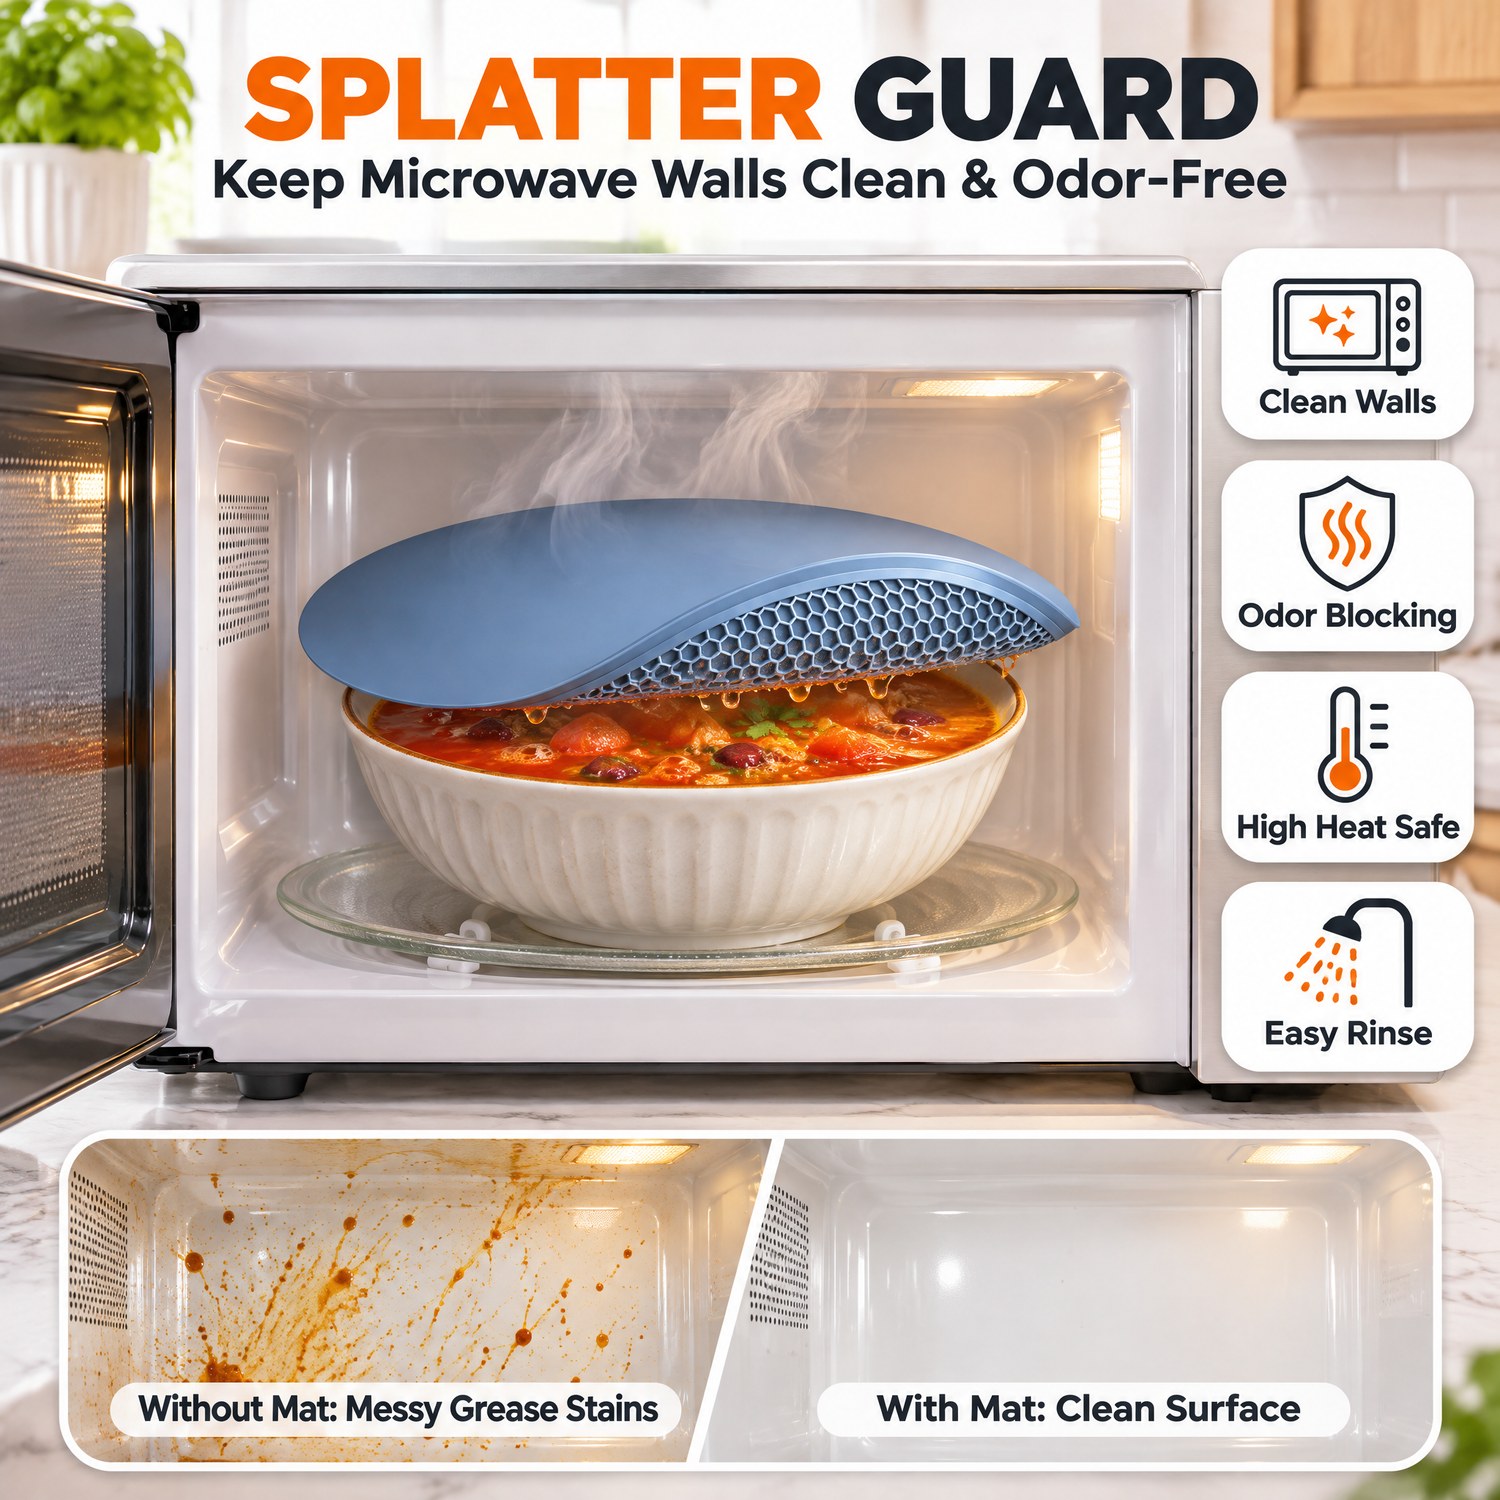 SPLATTER GUARD
Keep Microwave Walls Clean & Odor-Free
Clean Walls
Odor Blocking
High Heat Safe
Easy Rinse
Without Mat: Messy Grease Stains
With Mat: Clean Surface